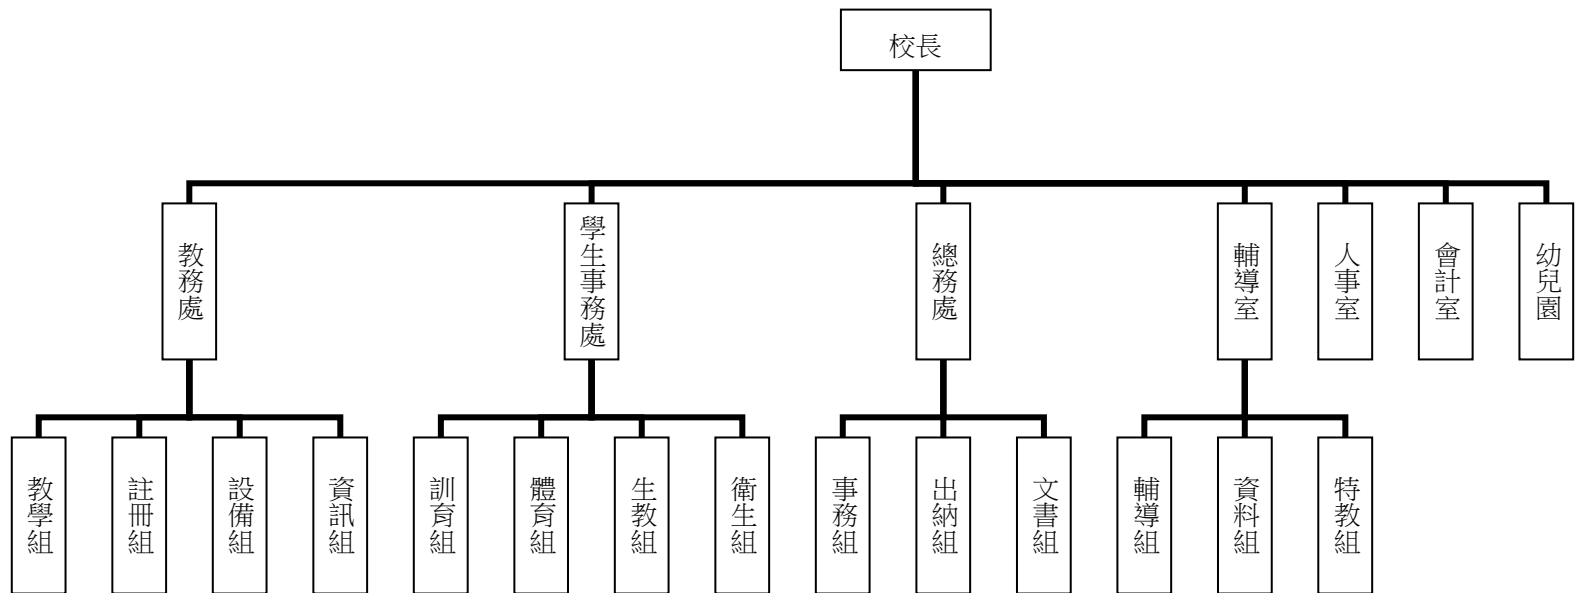 校長
教務處
學生事務處
總務處
輔導室
人事室
會計室
幼兒園
教學組
註冊組
設備組
資訊組
訓育組
體育組
生教組
衛生組
事務組
出納組
文書組
輔導組
資料組
特教組